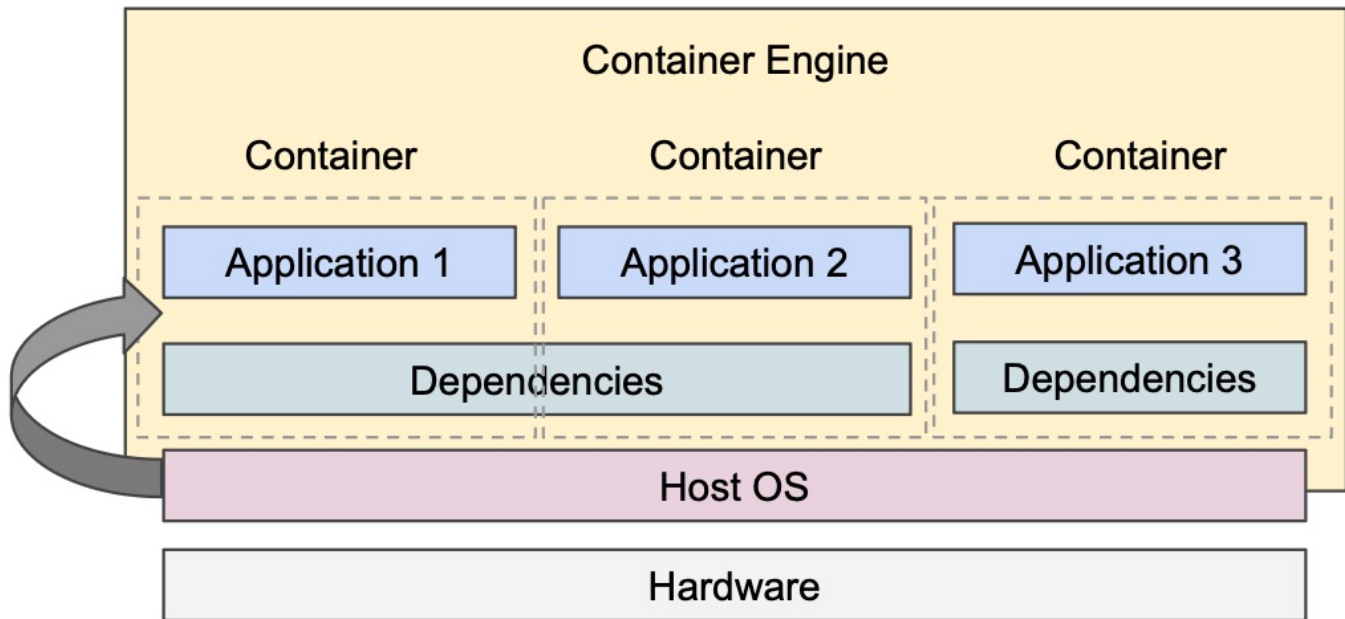 Container Engine
Container Container Container
Application 1 Application 2 Application 3
Dependencies Dependencies
Host OS
Hardware